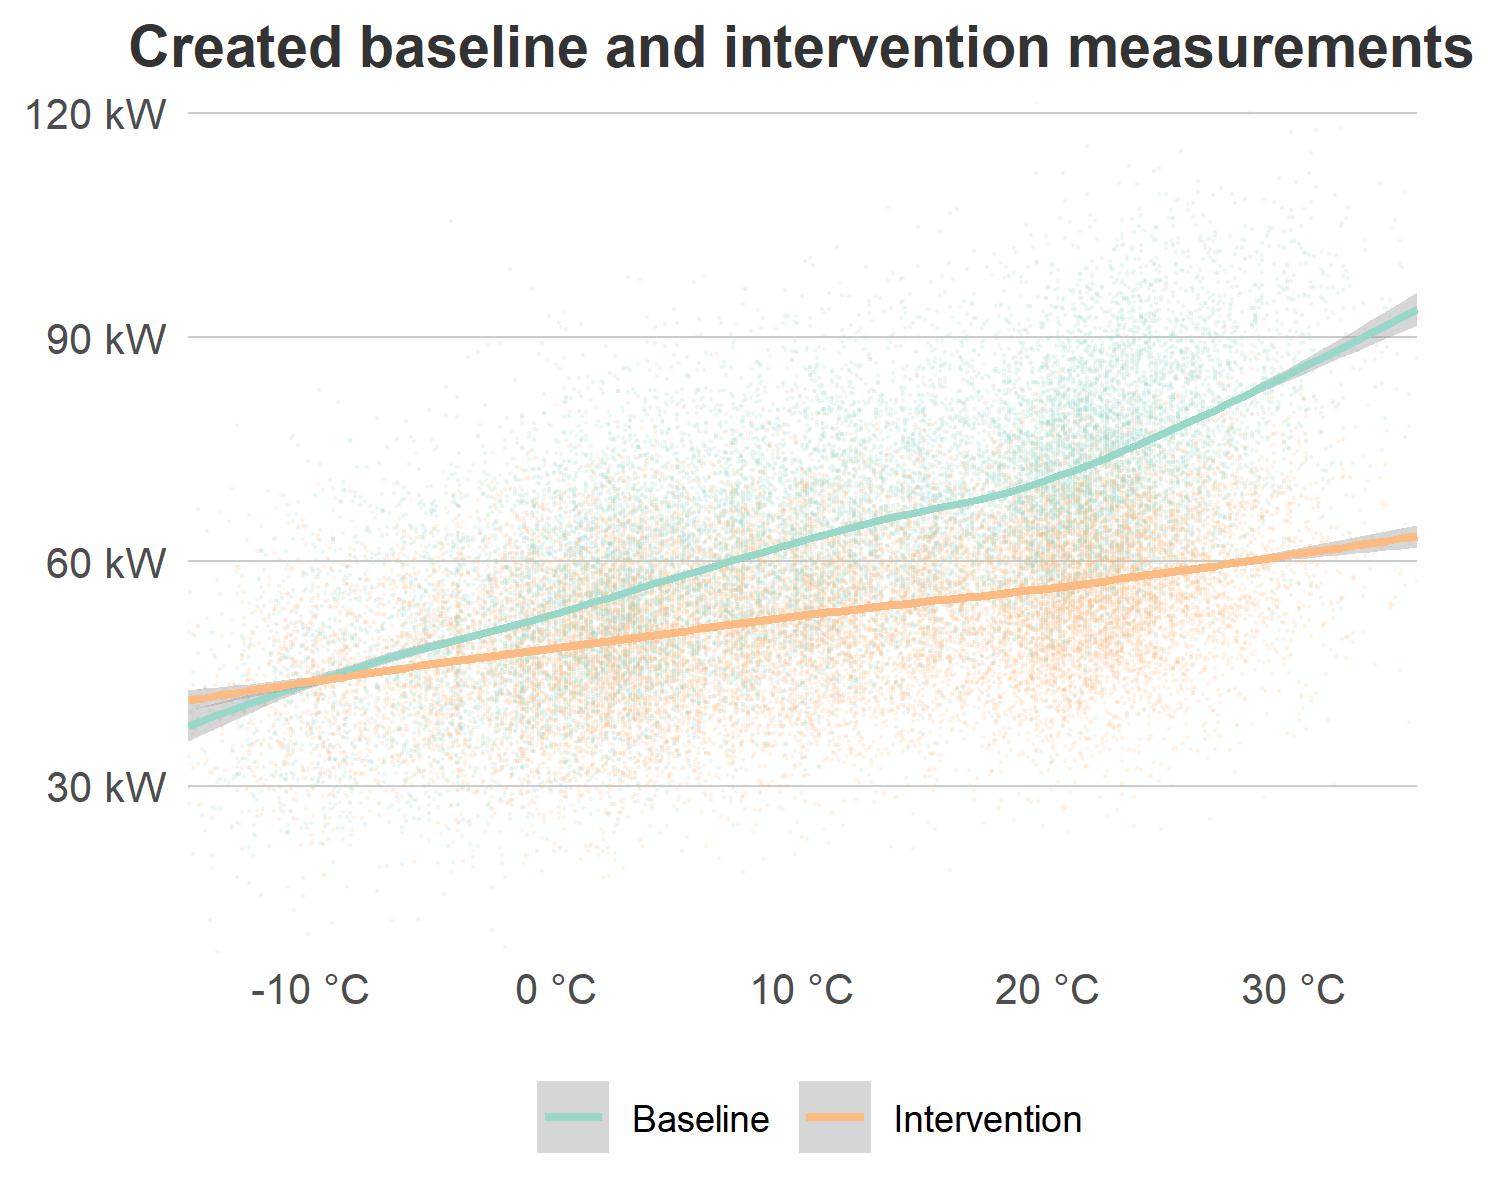 Created baseline and intervention measurements
120 kW
90 kW
60 kW
30 kW
-10 °C 0 °C 10 °C 20 °C 30 °C
Baseline Intervention